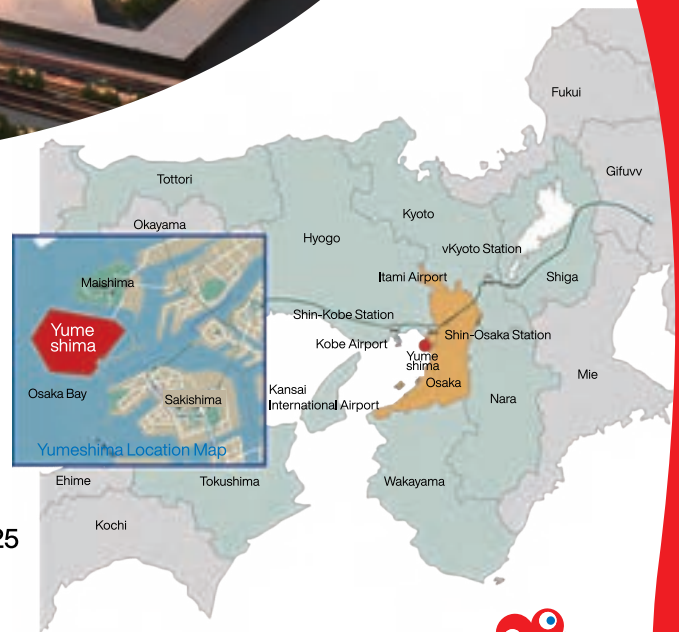 Fukui
Gifuvv
Tottori
Okayama
Kyoto
Hyogo
vKyoto Station
Itami Airport
Shiga
Maishima
Shin-Kobe Station
Yume
shima
Kobe Airport
Shin-Osaka Station
Yume
shima
Mie
Osaka
Osaka Bay
Sakishima
Kansai
International Airport
Nara
Yumeshima Location Map
Ehime
Tokushima
Wakayama
Kochi
25